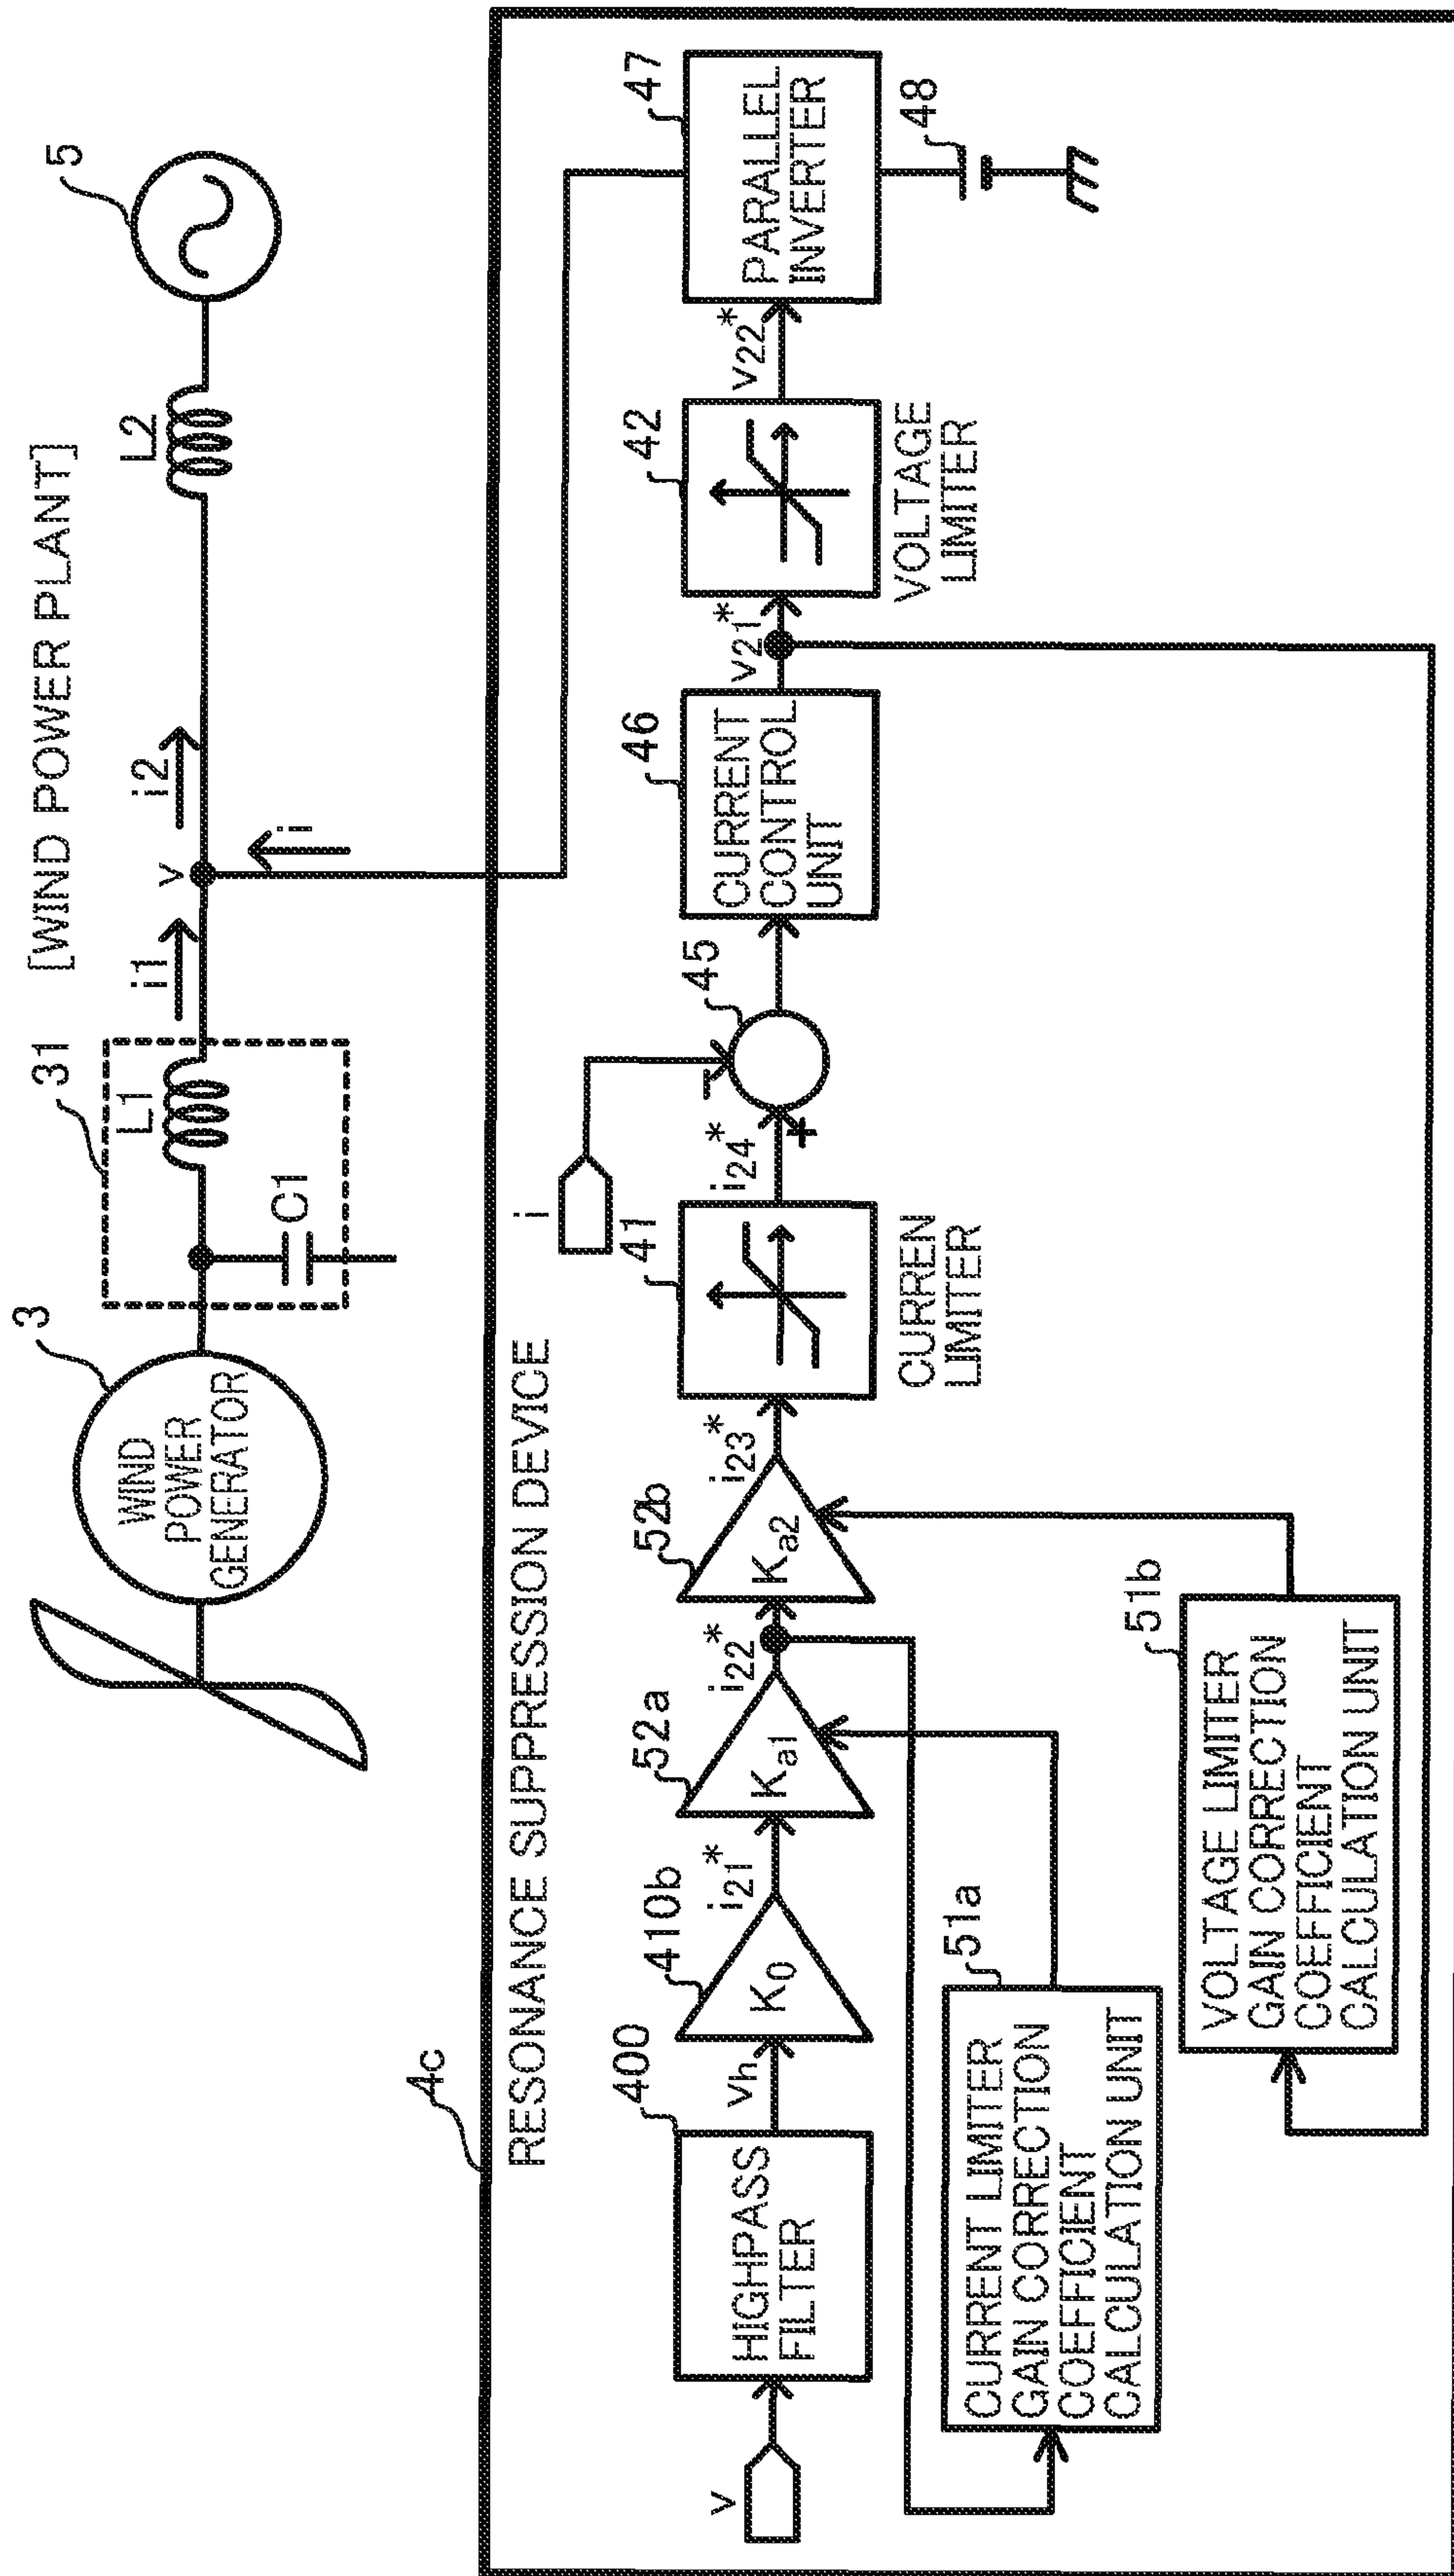 [WIND POWER PLANT]
3
31
5
WIND
POWER
GENERATOR
L1
C1
i1
v
i2
i
L2
4c
RESONANCE SUPPRESSION DEVICE
v
HIGHPASS
FILTER
400
vh
410b
K0
i21*
52a
Ka1
i22*
52b
Ka2
i23*
41
CURREN
LIMITER
i
i24*
+
−
45
46
CURRENT
CONTROL
UNIT
v21*
42
VOLTAGE
LIMITER
v22*
47
PARALLEL
INVERTER
48
51a
CURRENT LIMITER
GAIN CORRECTION
COEFFICIENT
CALCULATION UNIT
51b
VOLTAGE LIMITER
GAIN CORRECTION
COEFFICIENT
CALCULATION UNIT